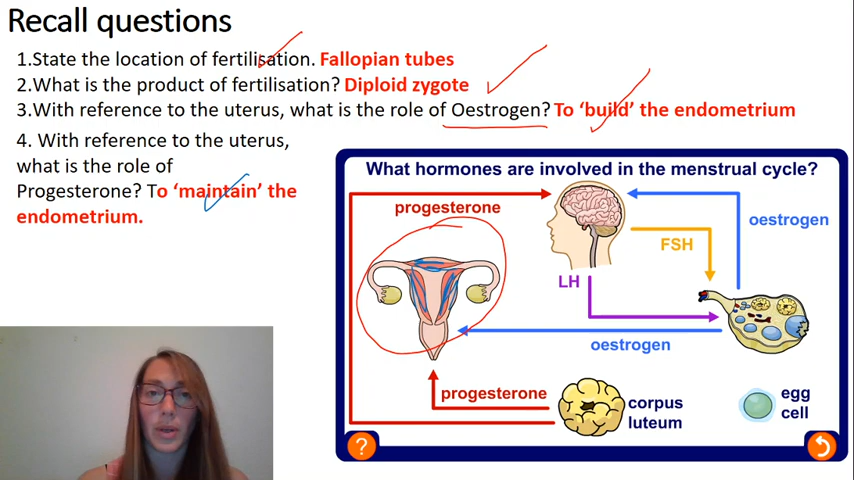 Recall questions
1.State the location of fertilisation. Fallopian tubes
2.What is the product of fertilisation? Diploid zygote
3.With reference to the uterus, what is the role of Oestrogen? To ‘build’ the endometrium
4. With reference to the uterus,
what is the role of
Progesterone? To ‘maintain’ the
endometrium.
What hormones are involved in the menstrual cycle?
progesterone
oestrogen
FSH
LH
oestrogen
progesterone
corpus
luteum
egg
cell
?